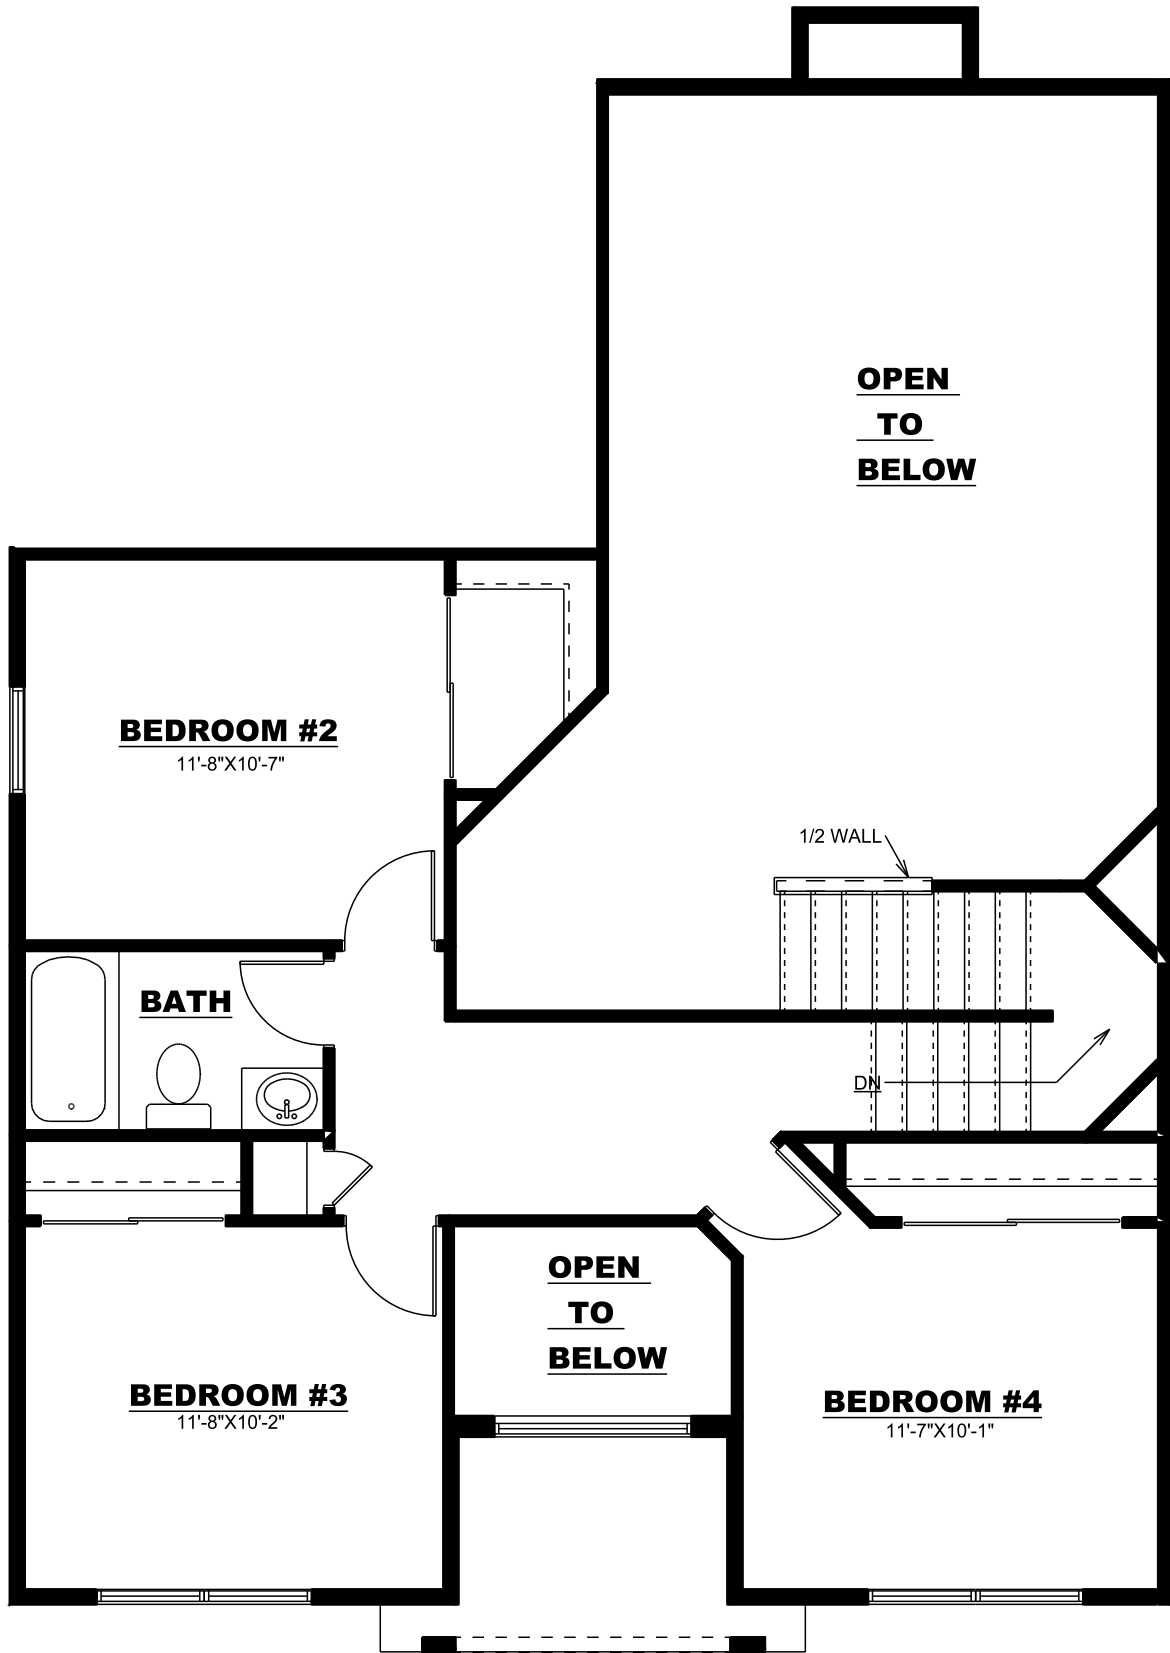 OPEN
TO
BELOW
BEDROOM #2
11'-8"X10'-7"
1/2 WALL
BATH
DN
OPEN
TO
BELOW
BEDROOM #3
11'-8"X10'-2"
BEDROOM #4
11'-7"X10'-1"